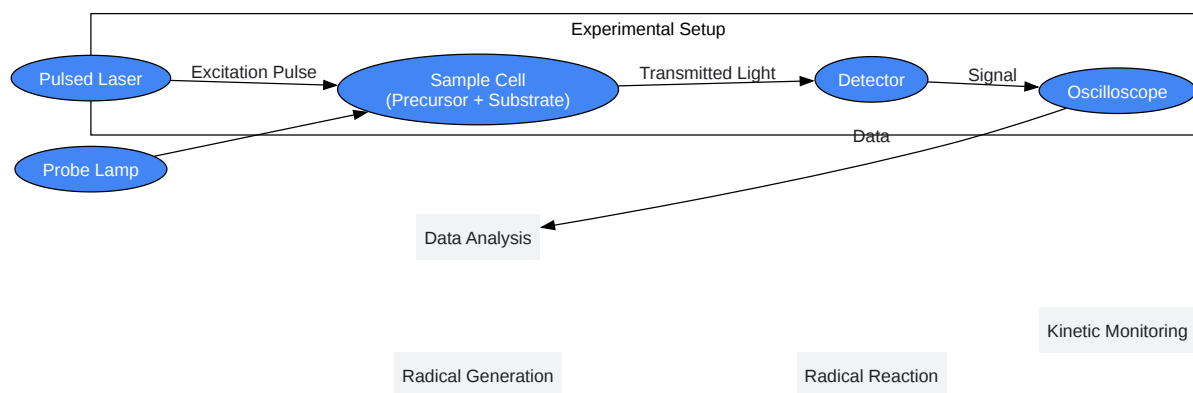 Experimental Setup
Pulsed Laser
Excitation Pulse
Sample Cell
(Precursor + Substrate)
Transmitted Light
Detector
Signal
Oscilloscope
Data
Probe Lamp
Data Analysis
Kinetic Monitoring
Radical Generation
Radical Reaction